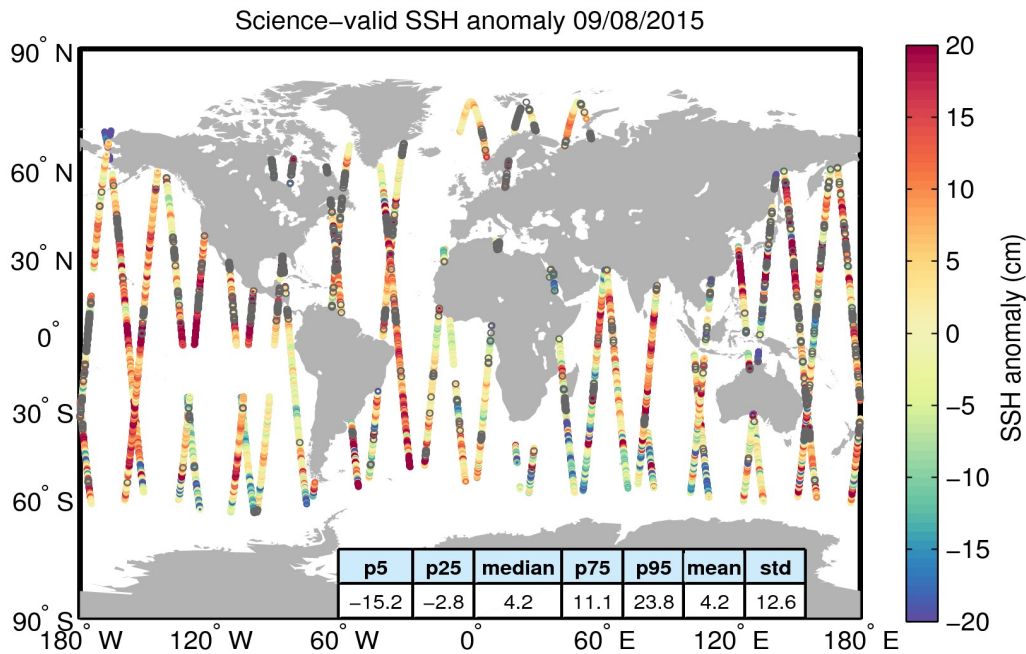 Science−valid SSH anomaly 09/08/2015
90° N
60° N
30° N
0°
30° S
60° S
90° S
180° W
120° W
60° W
0°
60° E
120° E
180° E
p5 p25 median p75 p95 mean std
−15.2 −2.8 4.2 11.1 23.8 4.2 12.6
20
15
10
5
0
−5
−10
−15
−20
SSH anomaly (cm)